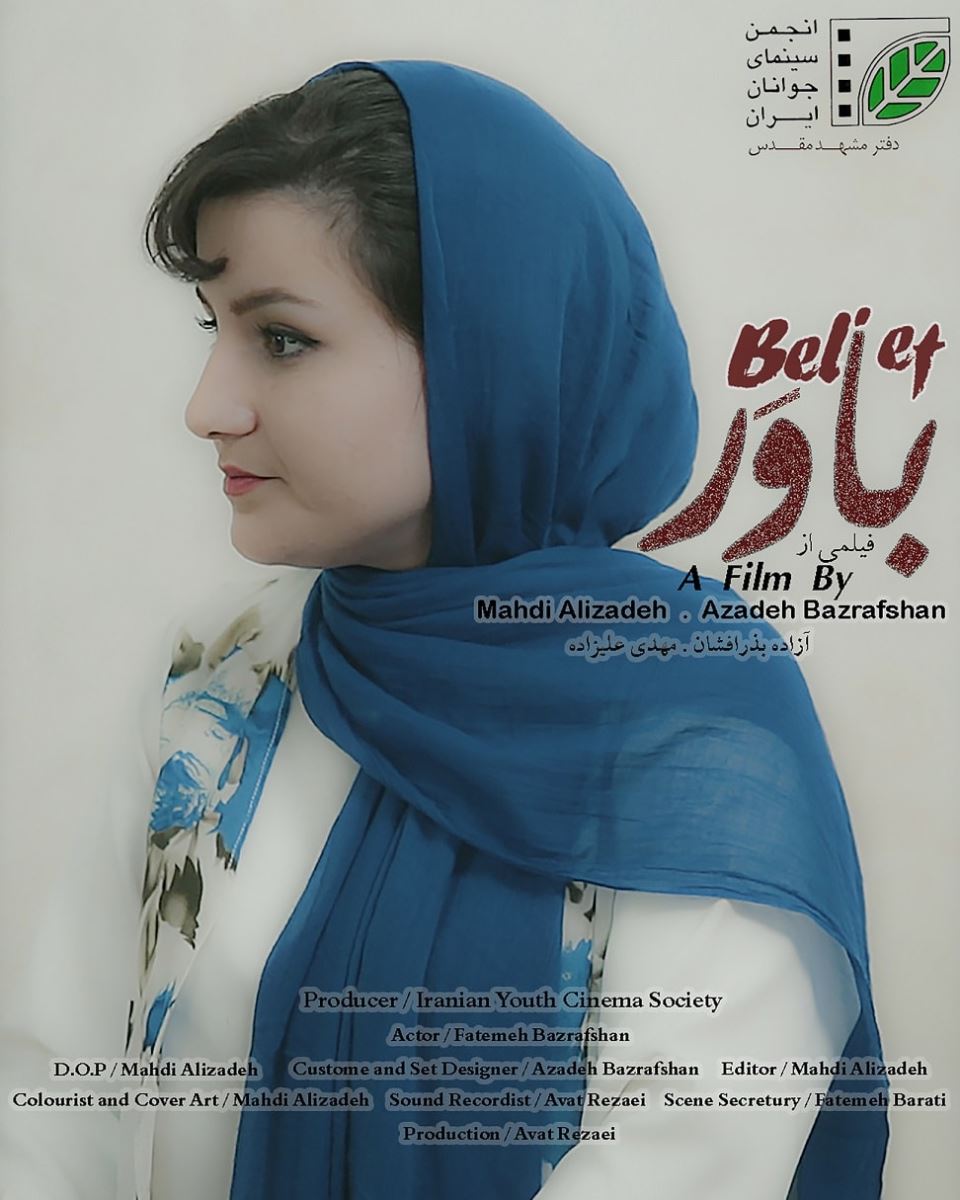 انجمن
سینمای
جوانان
ایران
دفتر مشهد مقدس
Belief
باوَر
فیلمی از
A Film By
Mahdi Alizadeh . Azadeh Bazrafshan
آزاده بذرافشان . مهدی علیزاده
Producer / Iranian Youth Cinema Society
Actor / Fatemeh Bazrafshan
D.O.P / Mahdi Alizadeh Custome and Set Designer / Azadeh Bazrafshan Editor / Mahdi Alizadeh
Colourist and Cover Art / Mahdi Alizadeh Sound Recordist / Avat Rezaei Scene Secretury / Fatemeh Barati
Production / Avat Rezaei